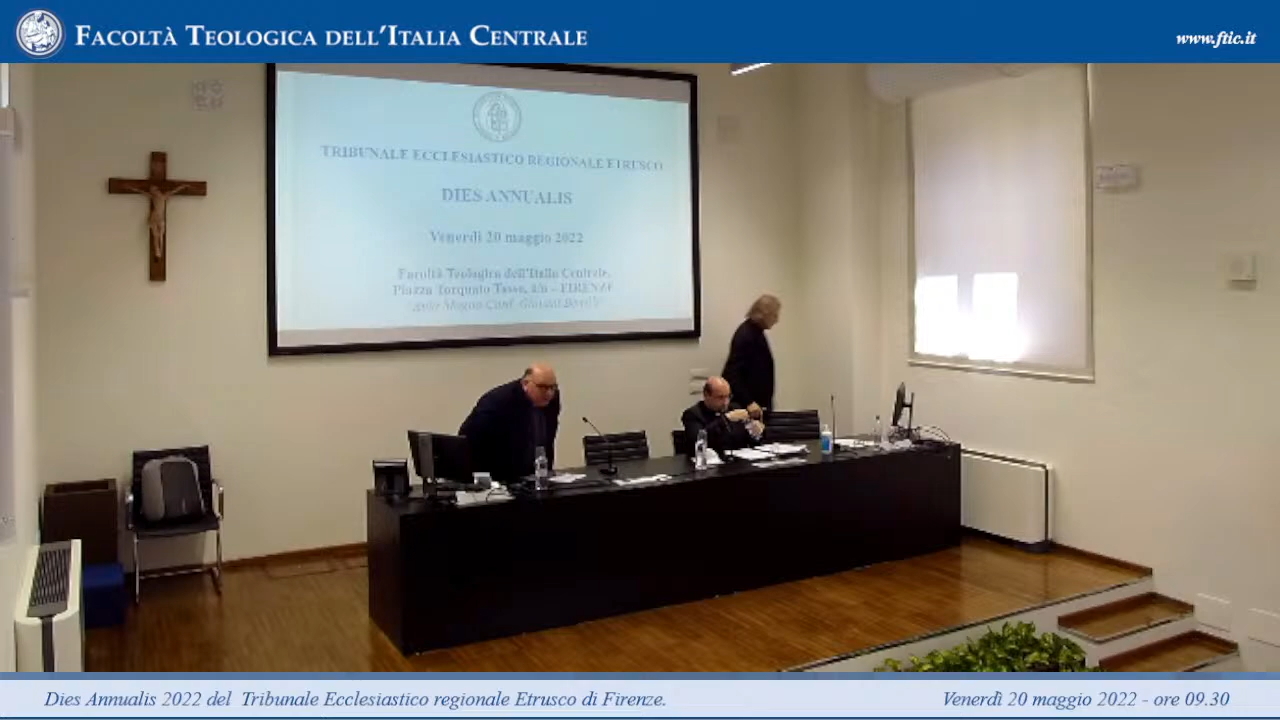 FACOLTÀ TEOLOGICA DELL'ITALIA CENTRALE
www.ftic.it
TRIBUNALE ECCLESIASTICO REGIONALE ETRUSCO
DIES ANNUALIS
Venerdì 20 maggio 2022
Facoltà Teologica dell'Italia Centrale,
Piazza Torquato Tasso, 1/a – FIRENZE
Dies Annualis 2022 del Tribunale Ecclesiastico regionale Etrusco di Firenze.
Venerdì 20 maggio 2022 - ore 09.30